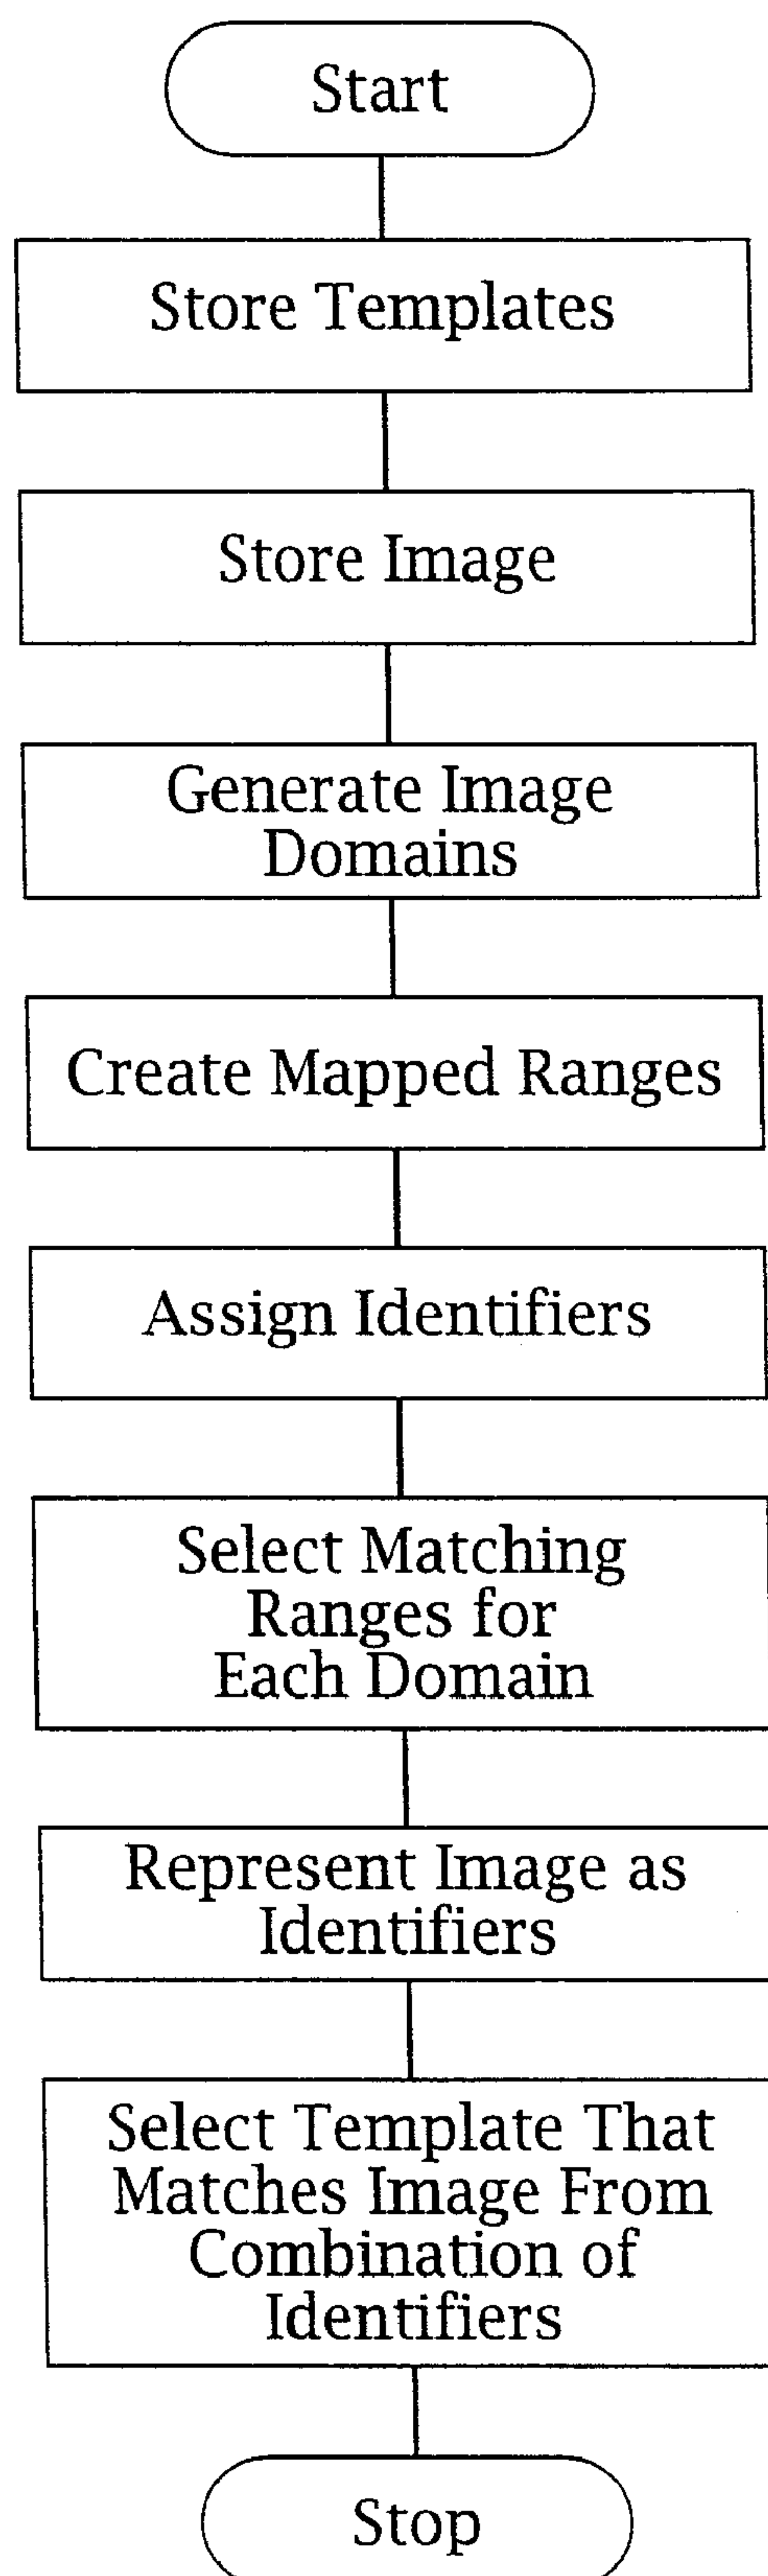 Start
Store Templates
Store Image
Generate Image
Domains
Create Mapped Ranges
Assign Identifiers
Select Matching
Ranges for
Each Domain
Represent Image as
Identifiers
Select Template That
Matches Image From
Combination of
Identifiers
Stop